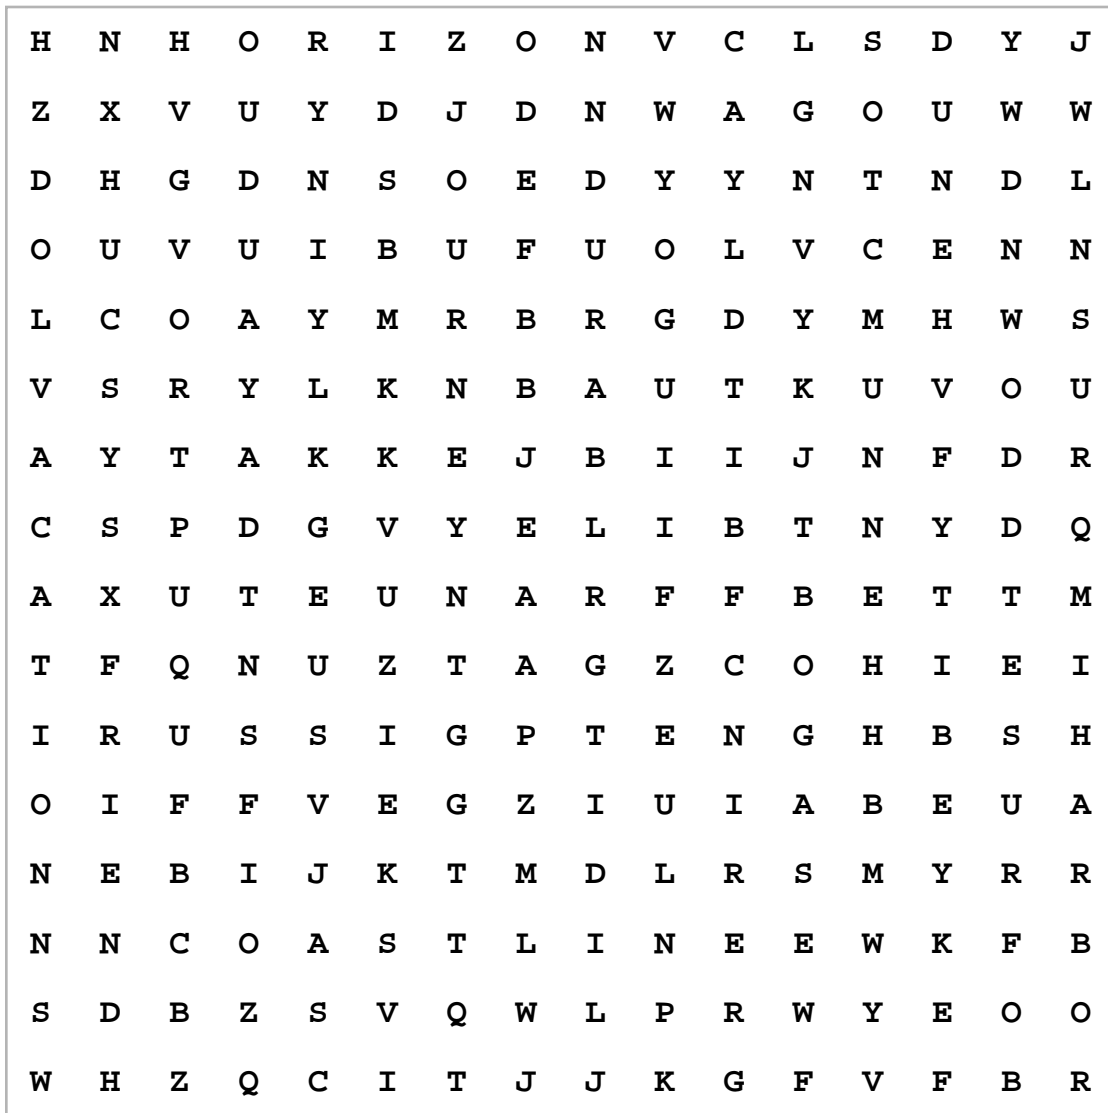 H N H O R I Z O N V C L S D Y J
Z X V U Y D J D N W A G O U W W
D H G D N S O E D Y Y N T N D L
O U V U I B U F U O L V C E N N
L C O A Y M R B R G D Y M H W S
V S R Y L K N B A U T K U V O U
A Y T A K K E J B I I J N F D R
C S P D G V Y E L I B T N Y D Q
A X U T E U N A R F F B E T T M
T F Q N U Z T A G Z C O H I E I
I R U S S I G P T E N G H B S H
O I F F V E G Z I U I A B E U A
N E B I J K T M D L R S M Y R R
N N C O A S T L I N E E W K F B
S D B Z S V Q W L P R W Y E O O
W H Z Q C I T J J K G F V F B R